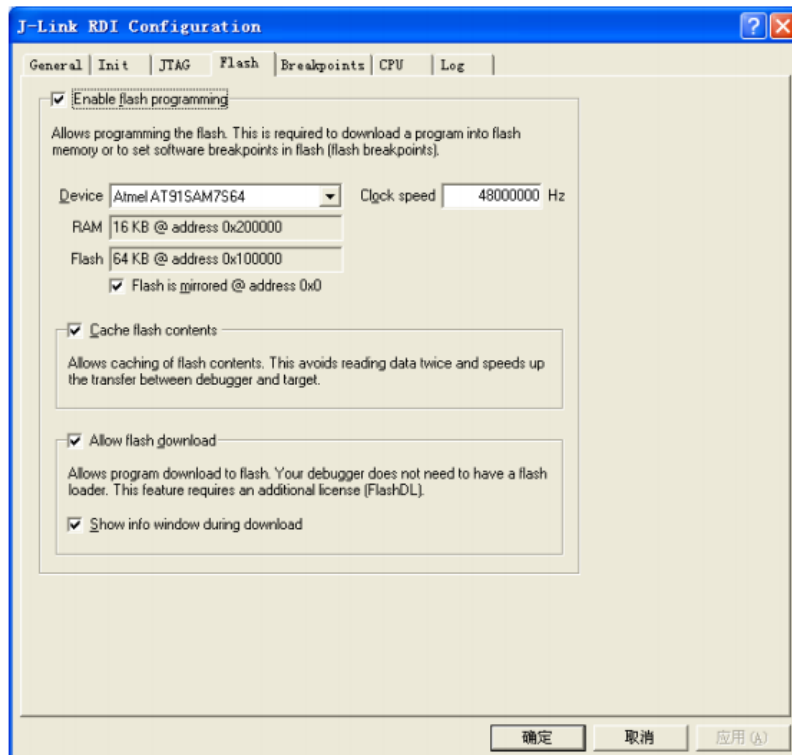 J-Link RDI Configuration
General Init JTAG Flash Breakpoints CPU Log
Enable flash programming
Allows programming the flash. This is required to download a program into flash
memory or to set software breakpoints in flash (flash breakpoints).
Device Atmel AT91SAM7S64 Clock speed 48000000 Hz
RAM 16 KB @ address 0x200000
Flash 64 KB @ address 0x100000
Flash is mirrored @ address 0x0
Cache flash contents
Allows caching of flash contents. This avoids reading data twice and speeds up
the transfer between debugger and target.
Allow flash download
Allows program download to flash. Your debugger does not need to have a flash
loader. This feature requires an additional license (FlashDL).
Show info window during download
确定 取消 应用(A)